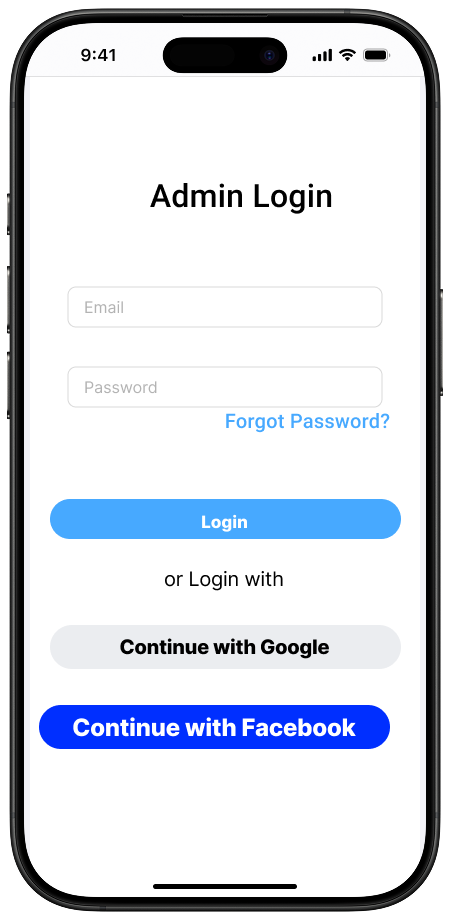 9:41
Admin Login
Email
Password
Forgot Password?
Login
or Login with
Continue with Google
Continue with Facebook